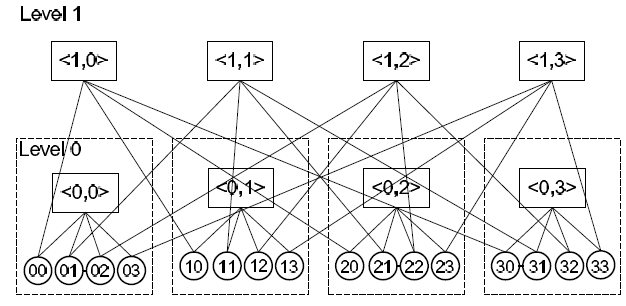 Level 1
<1,0> <1,1> <1,2> <1,3>
Level 0
<0,0> <0,1> <0,2> <0,3>
00 01 02 03 10 11 12 13 20 21 22 23 30 31 32 33